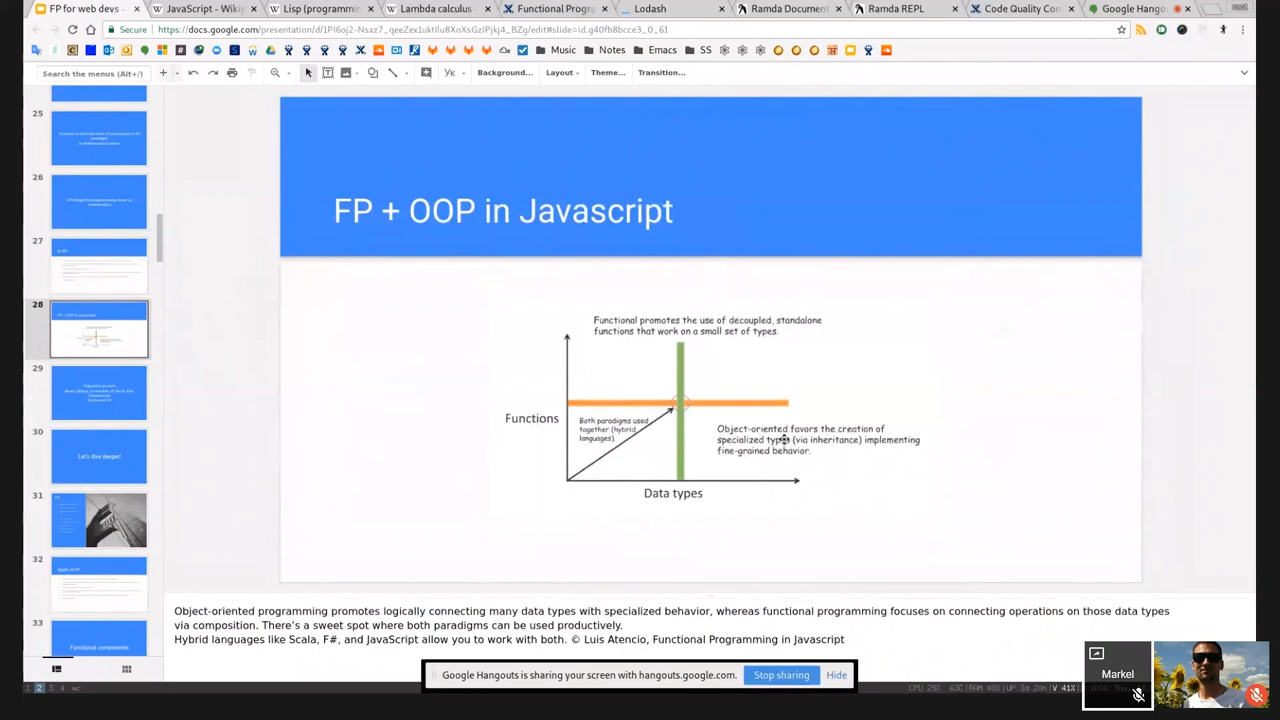 FP for web devs -
JavaScript - Wiki
Lisp (programmin
Lambda calculus
Functional Progra
Lodash
Ramda Document
Ramda REPL
Code Quality Con
Google Hango
Secure
Music
Notes
Emacs
SS
Search the menus (Alt+/)
Background...
Layout
Theme...
Transition...
25
26
27
28
29
30
Let's dive deeper!
31
32
33
Functional components
FP + OOP in Javascript
Functional promotes the use of decoupled, standalone
functions that work on a small set of types.
Functions
Both paradigms used
together (hybrid
languages).
Object-oriented favors the creation of
specialized types (via inheritance) implementing
fine-grained behavior.
Data types
Object-oriented programming promotes logically connecting many data types with specialized behavior, whereas functional programming focuses on connecting operations on those data types
via composition. There's a sweet spot where both paradigms can be used productively.
Hybrid languages like Scala, F#, and JavaScript allow you to work with both. © Luis Atencio, Functional Programming in Javascript
Google Hangouts is sharing your screen with hangouts.google.com.
Stop sharing
Hide
Markel
1 2 3 4 mc